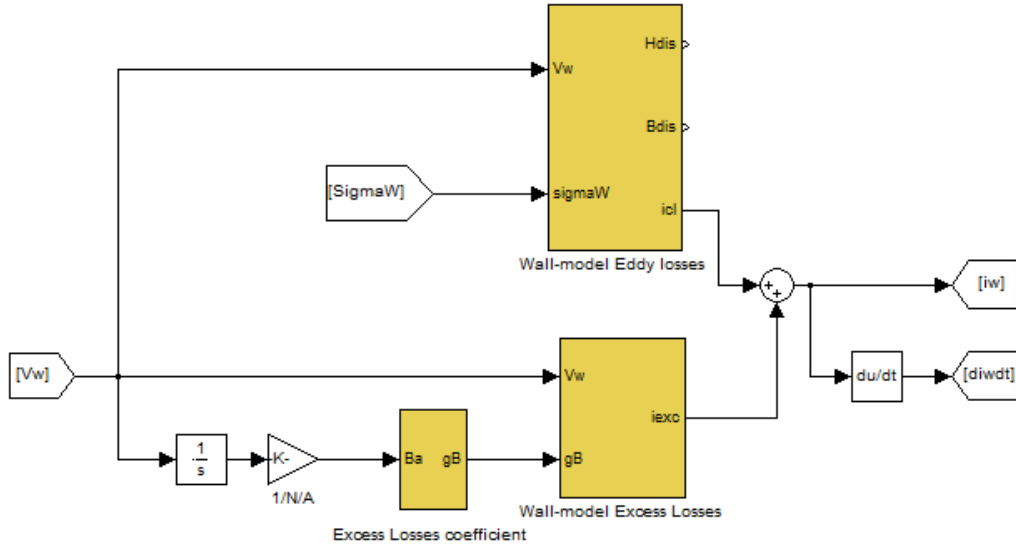 Hdis
Vw
Bdis
[SigmaW]
sigmaW
icl
Wall-model Eddy losses
+
+
[iw]
[Vw]
Vw
du/dt
[diwdt]
iexc
1
s
-K-
Ba
gB
gB
1/N/A
Wall-model Excess Losses
Excess Losses coefficient